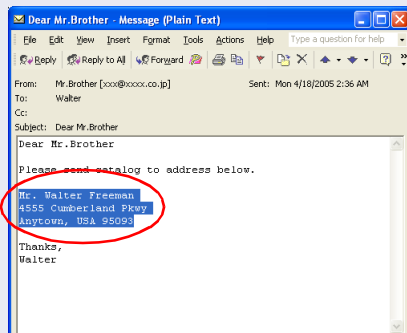 Dear Mr.Brother - Message (Plain Text)
File Edit View Insert Format Tools Actions Help Type a question for help
Reply Reply to All Forward
From: Mr.Brother [xxx@xxxx.co.jp] Sent: Mon 4/18/2005 2:36 AM
To: Walter
Cc:
Subject: Dear Mr.Brother
Dear Mr.Brother
Please send catalog to address below.
Mr. Walter Freeman
4555 Cumberland Pkwy
Anytown, USA 95093
Thanks,
Walter